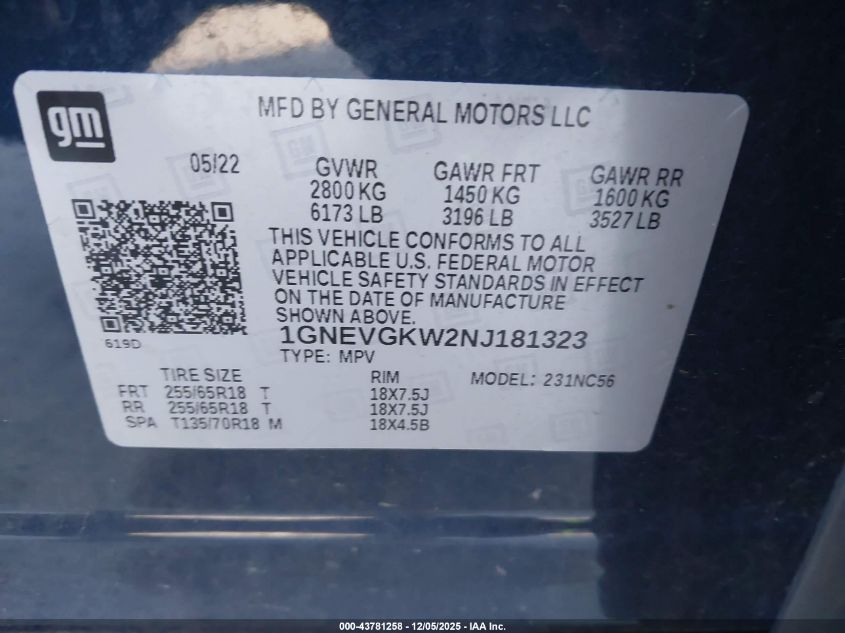 gm
MFD BY GENERAL MOTORS LLC
05/22
GVWR GAWR FRT GAWR RR
2800 KG 1450 KG 1600 KG
6173 LB 3196 LB 3527 LB
THIS VEHICLE CONFORMS TO ALL
APPLICABLE U.S. FEDERAL MOTOR
VEHICLE SAFETY STANDARDS IN EFFECT
ON THE DATE OF MANUFACTURE
SHOWN ABOVE.
619D
1GNEVGKW2NJ181323
TYPE: MPV
TIRE SIZE RIM MODEL: 231NC56
FRT 255/65R18 T 18X7.5J
RR 255/65R18 T 18X7.5J
SPA T135/70R18 M 18X4.5B
000-43781258 - 12/05/2025 - IAA Inc.